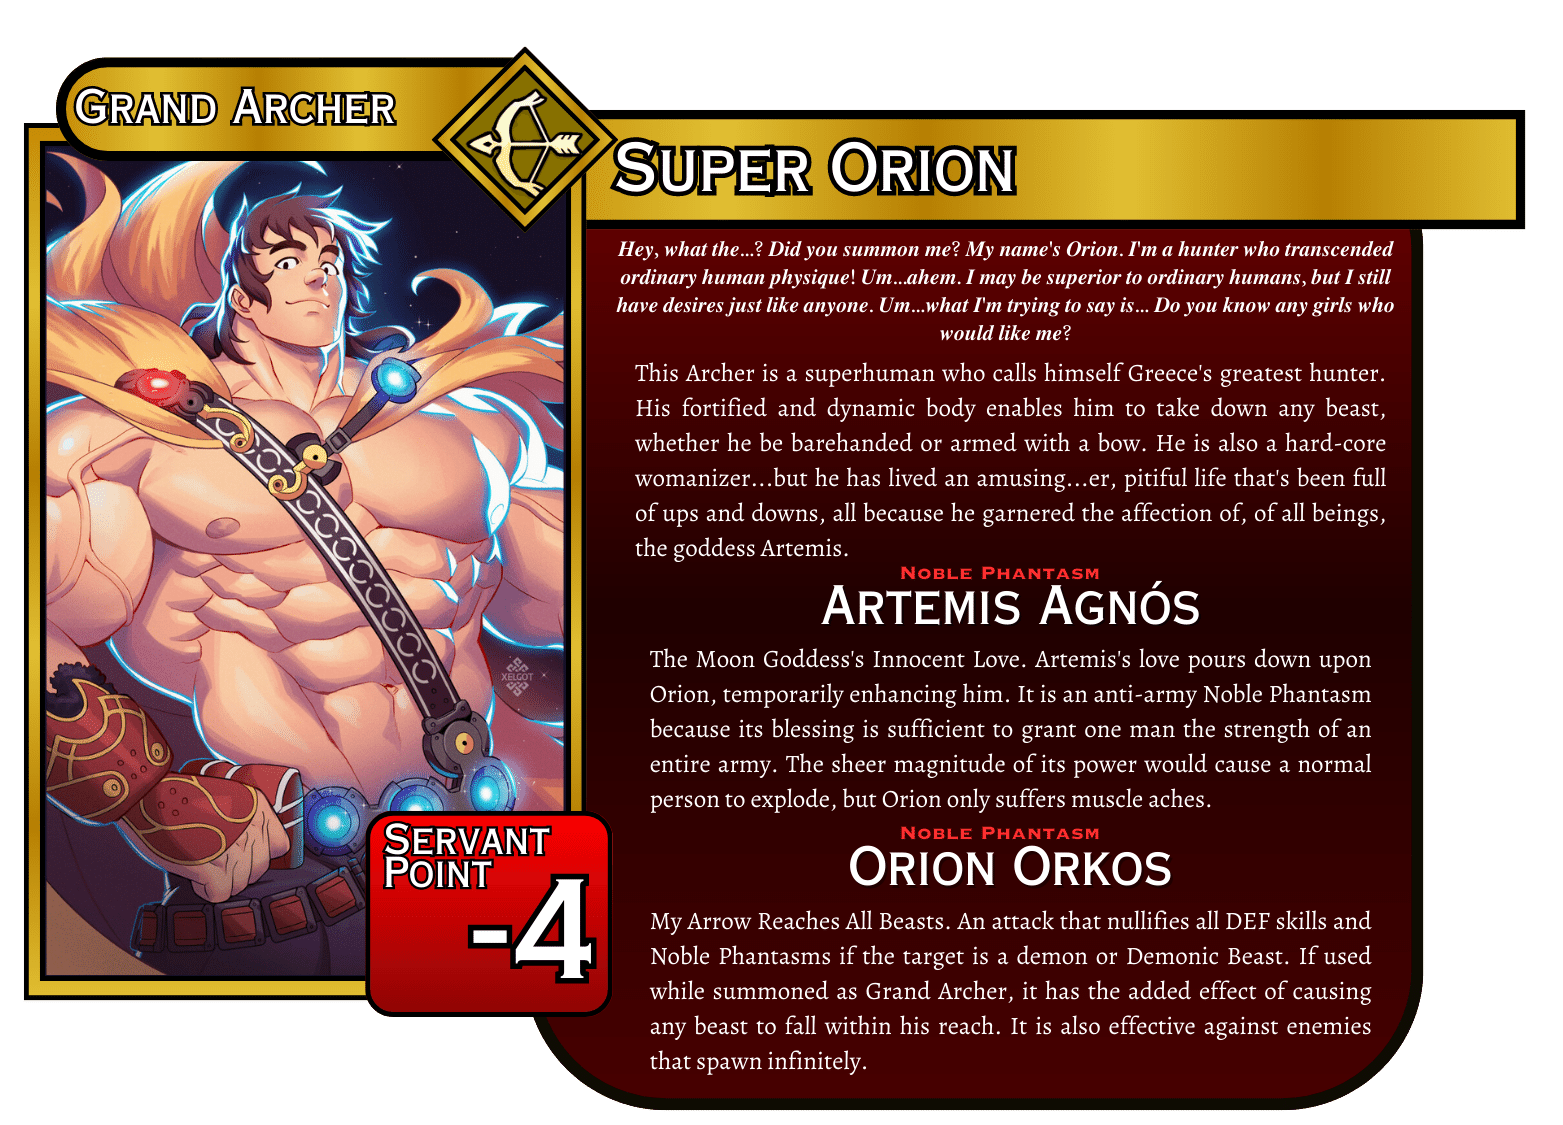 Grand Archer
Super Orion
Hey, what the...? Did you summon me? My name's Orion. I'm a hunter who transcended
ordinary human physique! Um...ahem. I may be superior to ordinary humans, but I still
have desires just like anyone. Um...what I'm trying to say is... Do you know any girls who
would like me?
This Archer is a superhuman who calls himself Greece's greatest hunter.
His fortified and dynamic body enables him to take down any beast,
whether he be barehanded or armed with a bow. He is also a hard-core
womanizer...but he has lived an amusing...er, pitiful life that's been full
of ups and downs, all because he garnered the affection of, of all beings,
the goddess Artemis.
Noble Phantasm
Artemis Agnós
The Moon Goddess's Innocent Love. Artemis's love pours down upon
Orion, temporarily enhancing him. It is an anti-army Noble Phantasm
because its blessing is sufficient to grant one man the strength of an
entire army. The sheer magnitude of its power would cause a normal
person to explode, but Orion only suffers muscle aches.
Noble Phantasm
Orion Orkos
My Arrow Reaches All Beasts. An attack that nullifies all DEF skills and
Noble Phantasms if the target is a demon or Demonic Beast. If used
while summoned as Grand Archer, it has the added effect of causing
any beast to fall within his reach. It is also effective against enemies
that spawn infinitely.
XELGOT
Servant
Point
-4